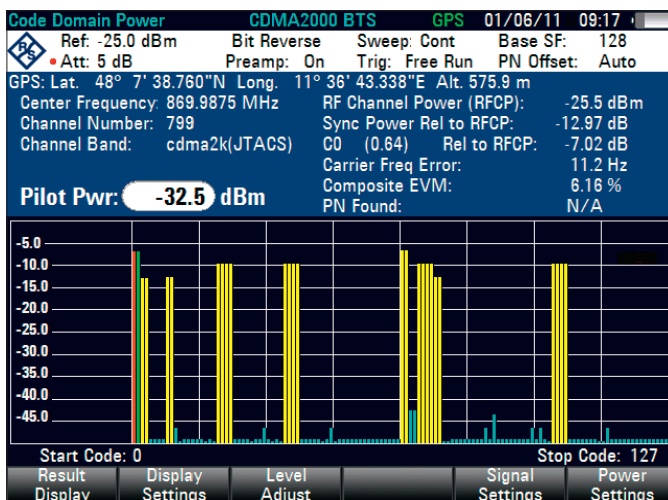 Code Domain Power CDMA2000 BTS GPS 01/06/11 09:17
R&S Ref: -25.0 dBm Bit Reverse Sweep: Cont Base SF: 128
Att: 5 dB Preamp: On Trig: Free Run PN Offset: Auto
GPS: Lat. 48° 7' 38.760"N Long. 11° 36' 43.338"E Alt. 575.9 m
Center Frequency: 869.9875 MHz RF Channel Power (RFCP): -25.5 dBm
Channel Number: 799 Sync Power Rel to RFCP: -12.97 dB
Channel Band: cdma2k(JTACS) C0 (0.64) Rel to RFCP: -7.02 dB
Carrier Freq Error: 11.2 Hz
Composite EVM: 6.16 %
Pilot Pwr: -32.5 dBm
PN Found: N/A
-5.0
-10.0
-15.0
-20.0
-25.0
-30.0
-35.0
-40.0
-45.0
Start Code: 0 Stop Code: 127
Result Display Level Signal Power
Display Settings Adjust Settings Settings